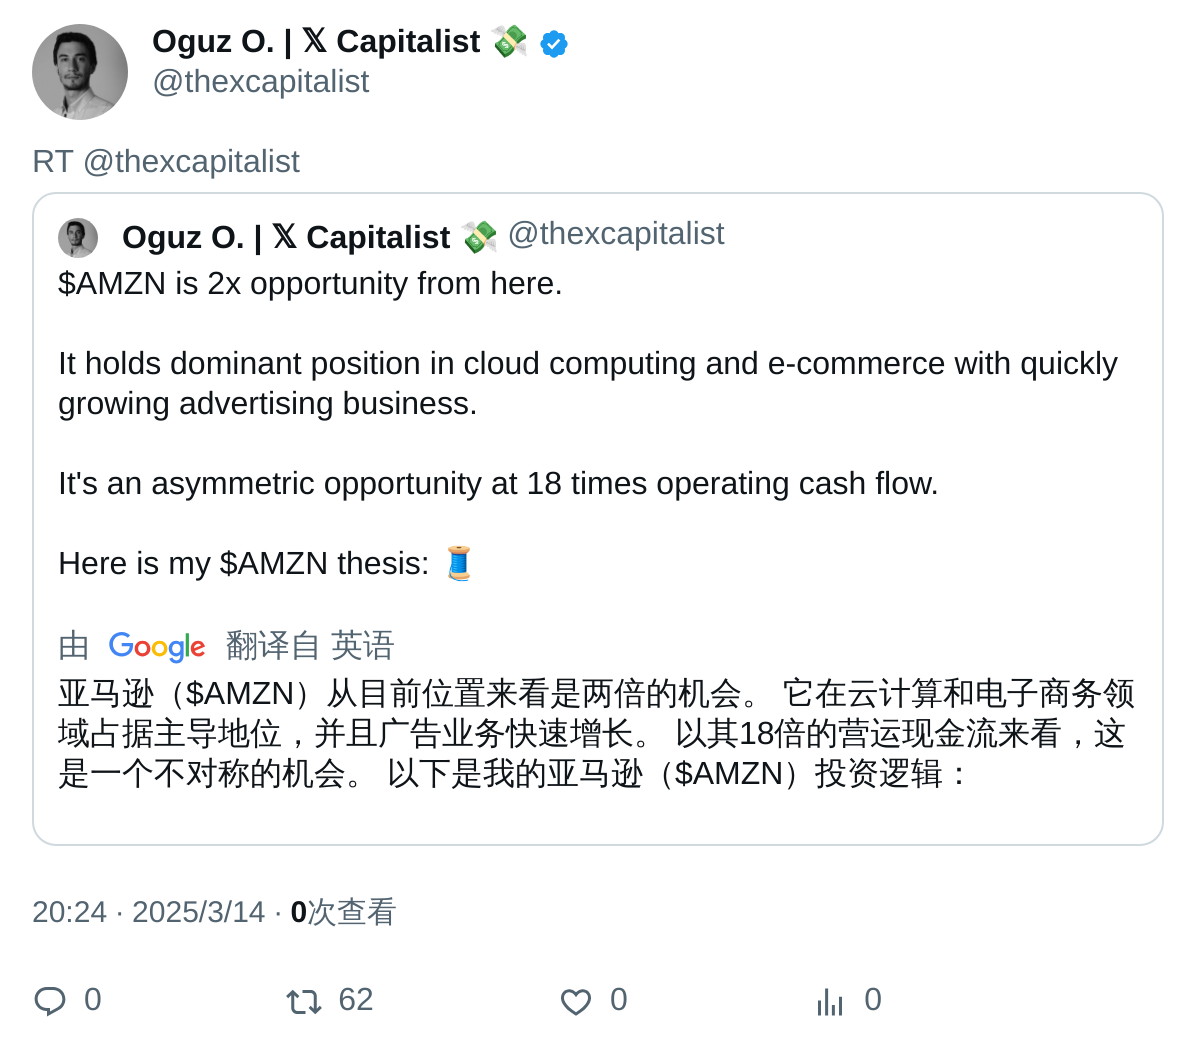 Oguz O. | 𝕏 Capitalist 💸
@thexcapitalist
RT @thexcapitalist
Oguz O. | 𝕏 Capitalist 💸 @thexcapitalist
$AMZN is 2x opportunity from here.
It holds dominant position in cloud computing and e-commerce with quickly
growing advertising business.
It's an asymmetric opportunity at 18 times operating cash flow.
Here is my $AMZN thesis: 🧵
由 Google 翻译自 英语
亚马逊（$AMZN）从目前位置来看是两倍的机会。 它在云计算和电子商务领
域占据主导地位，并且广告业务快速增长。 以其18倍的营运现金流来看，这
是一个不对称的机会。 以下是我的亚马逊（$AMZN）投资逻辑：
20:24 · 2025/3/14 · 0次查看
0 62 0 0